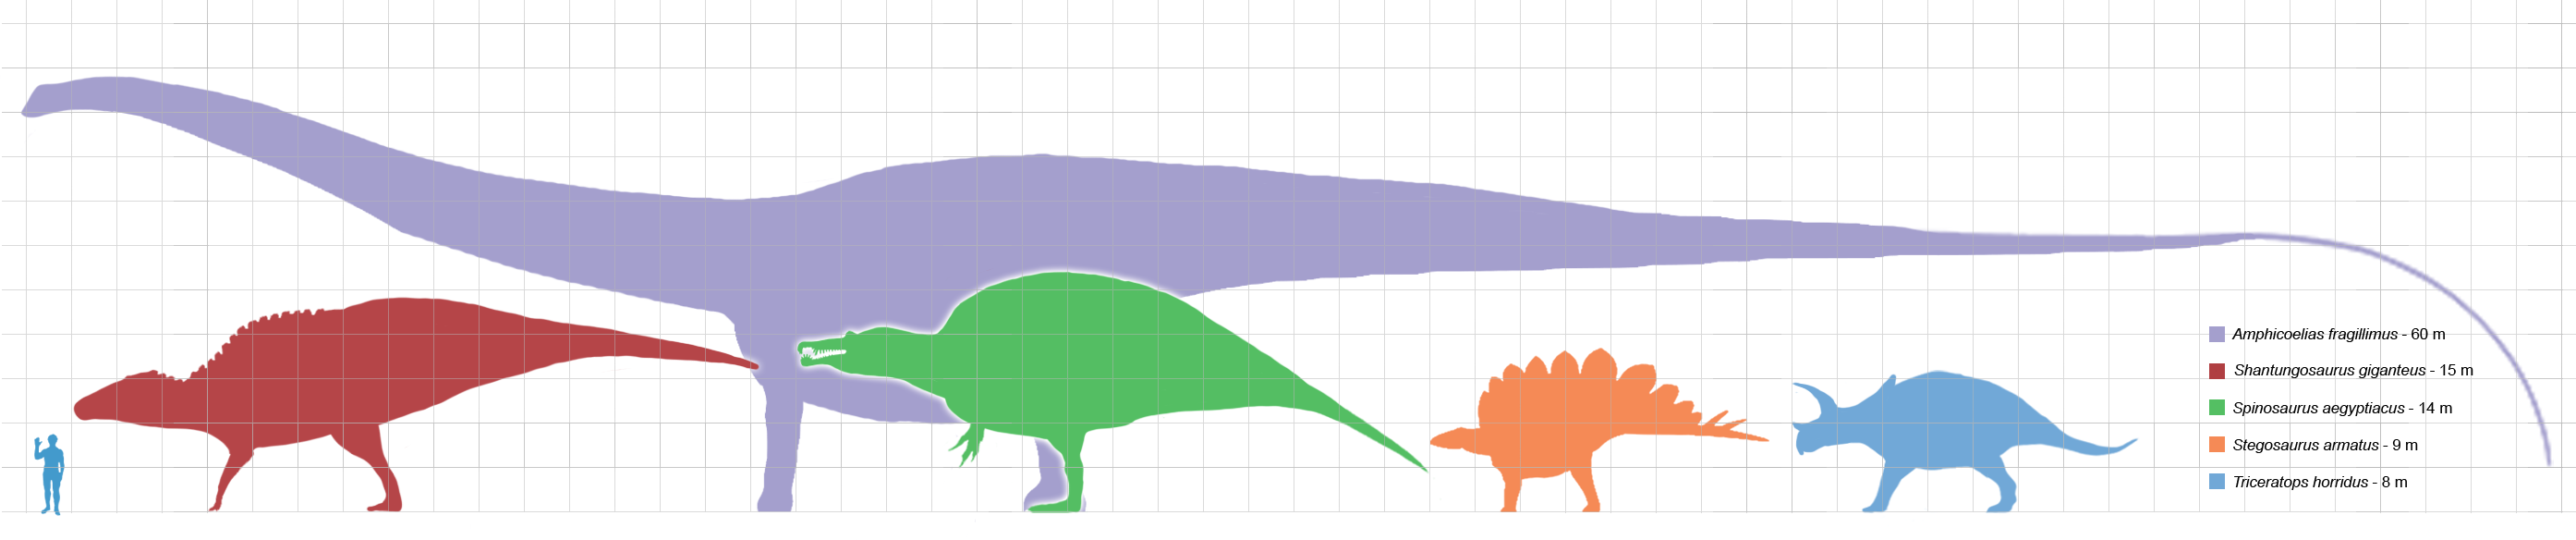 Amphicoelias fragillimus - 60 m
Shantungosaurus giganteus - 15 m
Spinosaurus aegyptiacus - 14 m
Stegosaurus armatus - 9 m
Triceratops horridus - 8 m